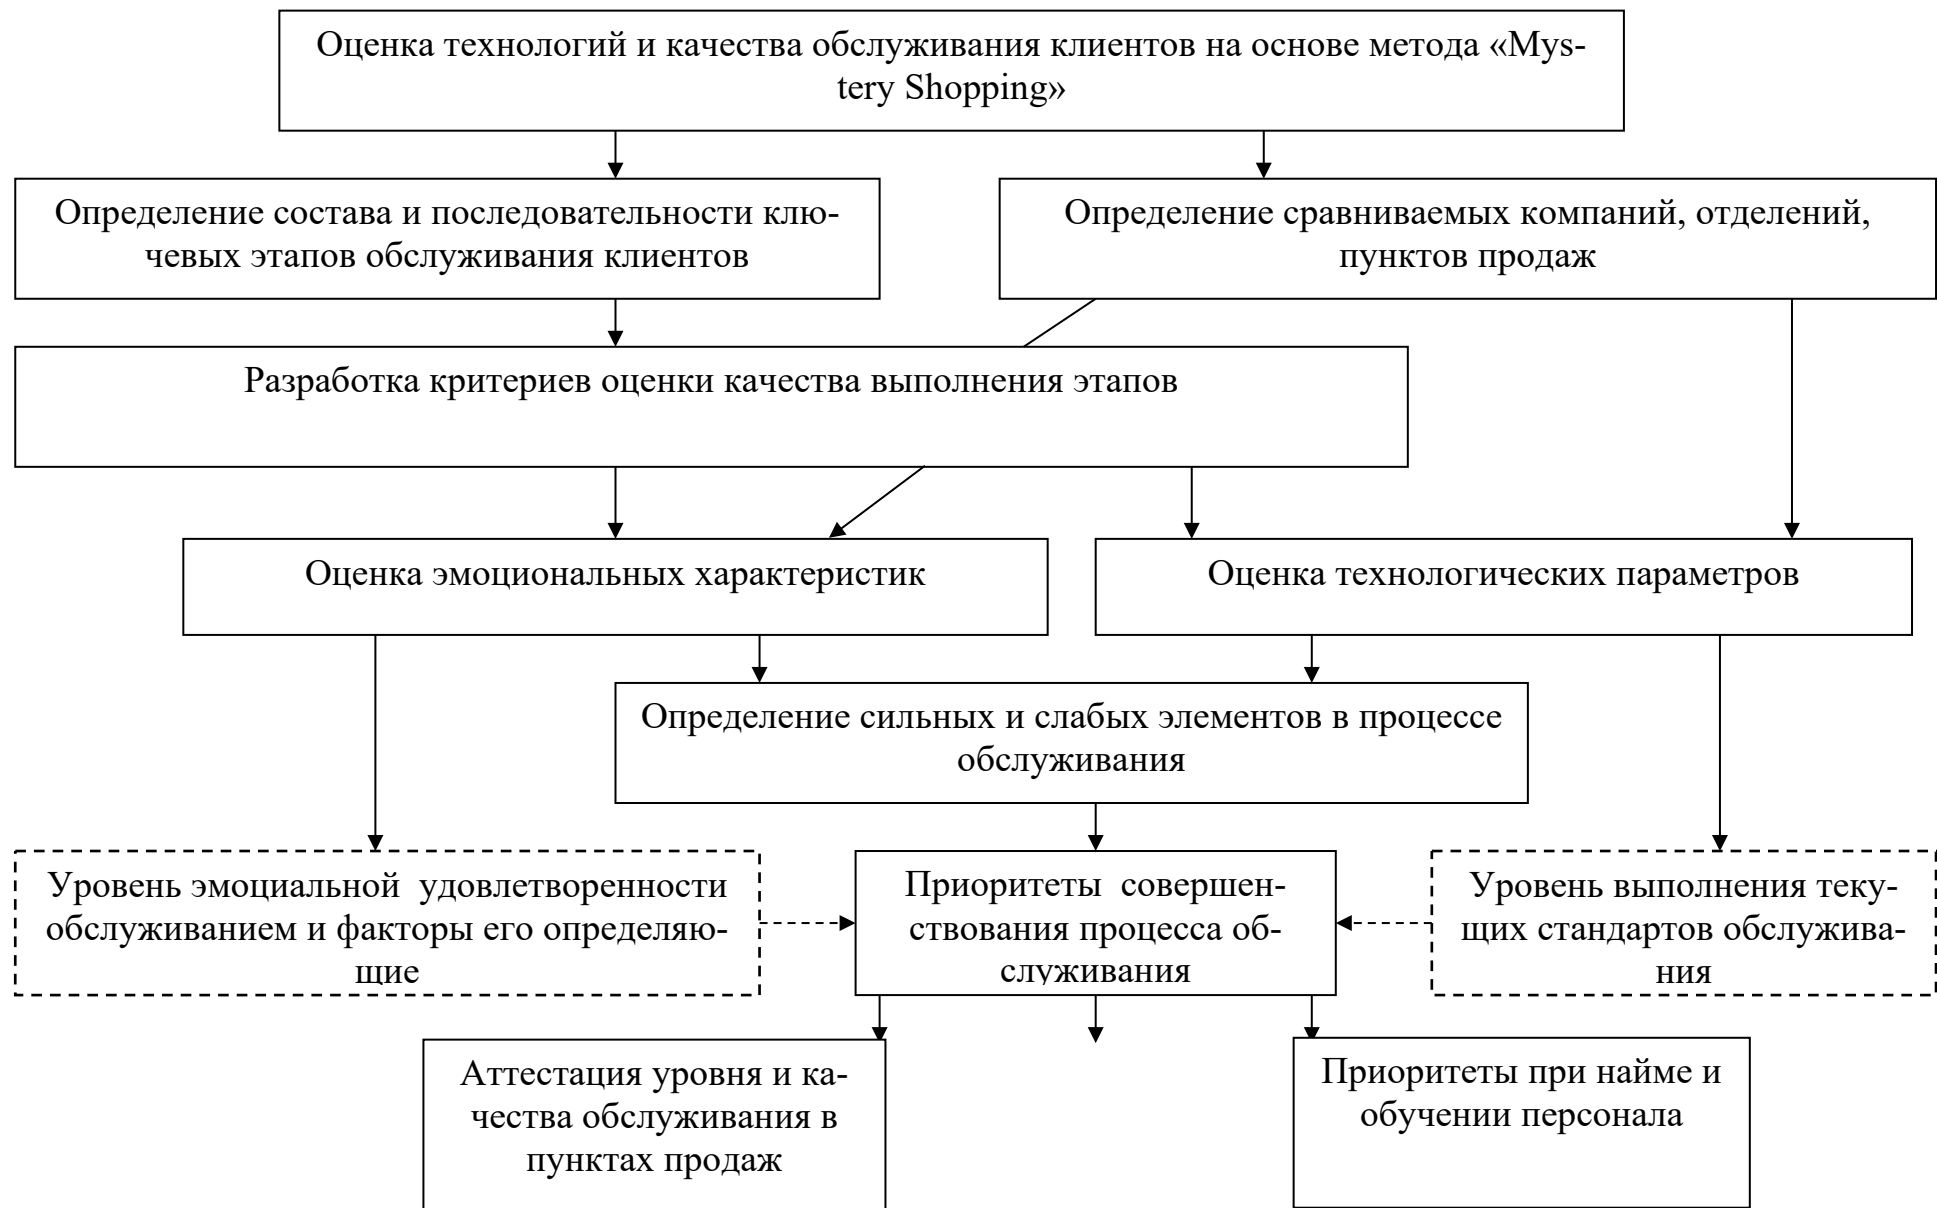 Оценка технологий и качества обслуживания клиентов на основе метода «Mys-
tery Shopping»
Определение состава и последовательности клю-
чевых этапов обслуживания клиентов
Определение сравниваемых компаний, отделений,
пунктов продаж
Разработка критериев оценки качества выполнения этапов
Оценка эмоциональных характеристик
Оценка технологических параметров
Определение сильных и слабых элементов в процессе
обслуживания
Уровень эмоциальной  удовлетворенности
обслуживанием и факторы его определяю-
щие
Приоритеты  совершен-
ствования процесса об-
служивания
Уровень выполнения теку-
щих стандартов обслужива-
ния
Аттестация уровня и ка-
чества обслуживания в
пунктах продаж
Приоритеты при найме и
обучении персонала